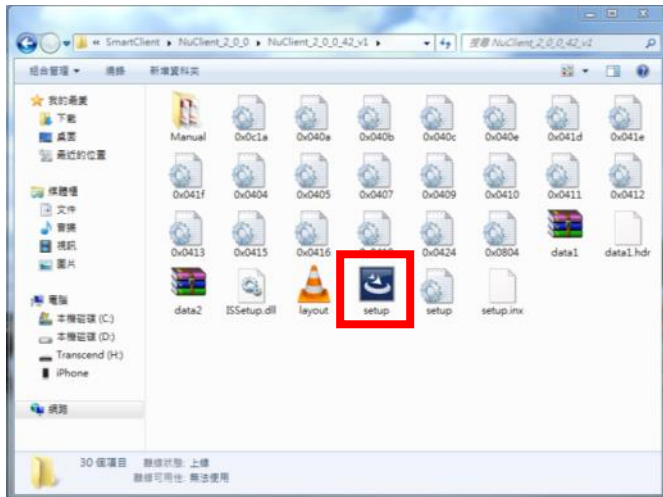 « SmartClient ▸ NuClient_2_0_0 ▸ NuClient_2_0_0_42_v1 ▸
搜尋 NuClient_2_0_0_42_v1
組合管理 燒錄 新增資料夾
我的最愛
下載
桌面
最近的位置
媒體櫃
文件
音樂
視訊
圖片
電腦
本機磁碟 (C:)
本機磁碟 (D:)
Transcend (H:)
iPhone
網路
Manual 0x0c1a 0x040a 0x040b 0x040c 0x040e 0x041d 0x041e
0x041f 0x0404 0x0405 0x0407 0x0409 0x0410 0x0411 0x0412
0x0413 0x0415 0x0416 0x0424 0x0804 data1 data1.hdr
data2 ISSetup.dll layout setup setup setup.inx
30 個項目 離線狀態: 上線
離線可用性: 無法使用